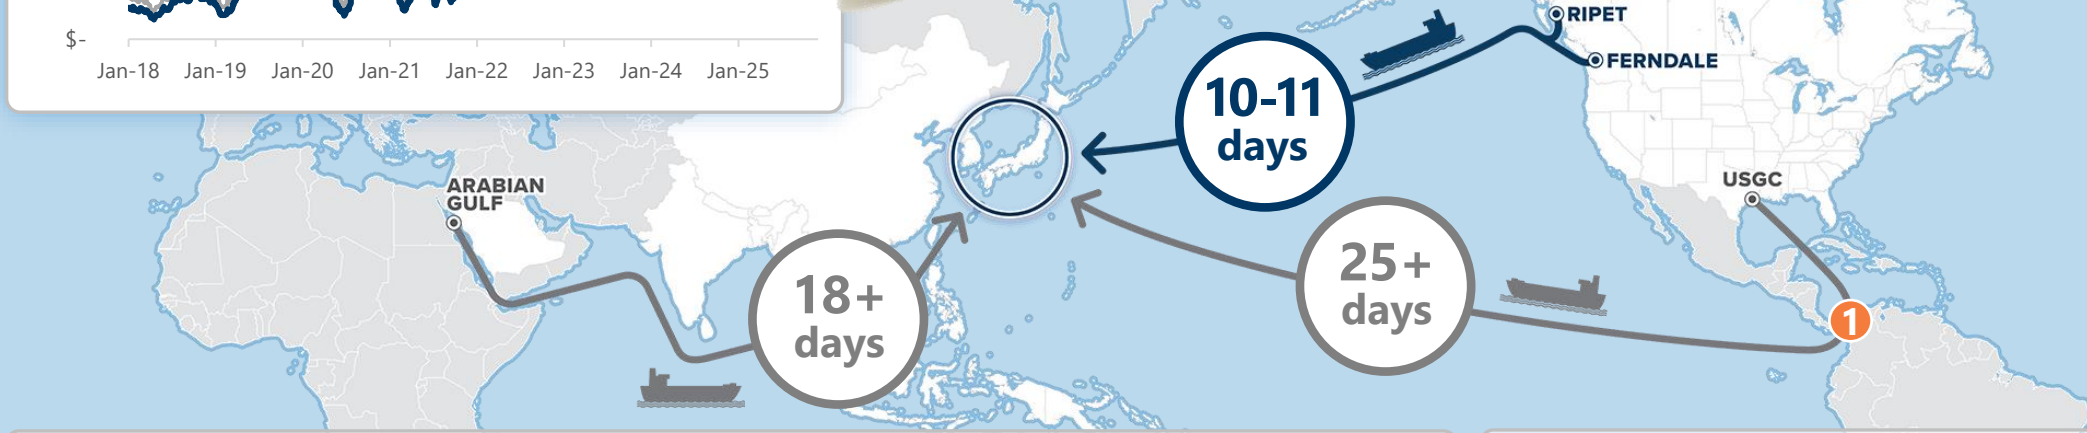 $-
Jan-18 Jan-19 Jan-20 Jan-21 Jan-22 Jan-23 Jan-24 Jan-25
RIPET
FERNDALE
10-11
days
ARABIAN
GULF
USGC
18+
days
25+
days
1